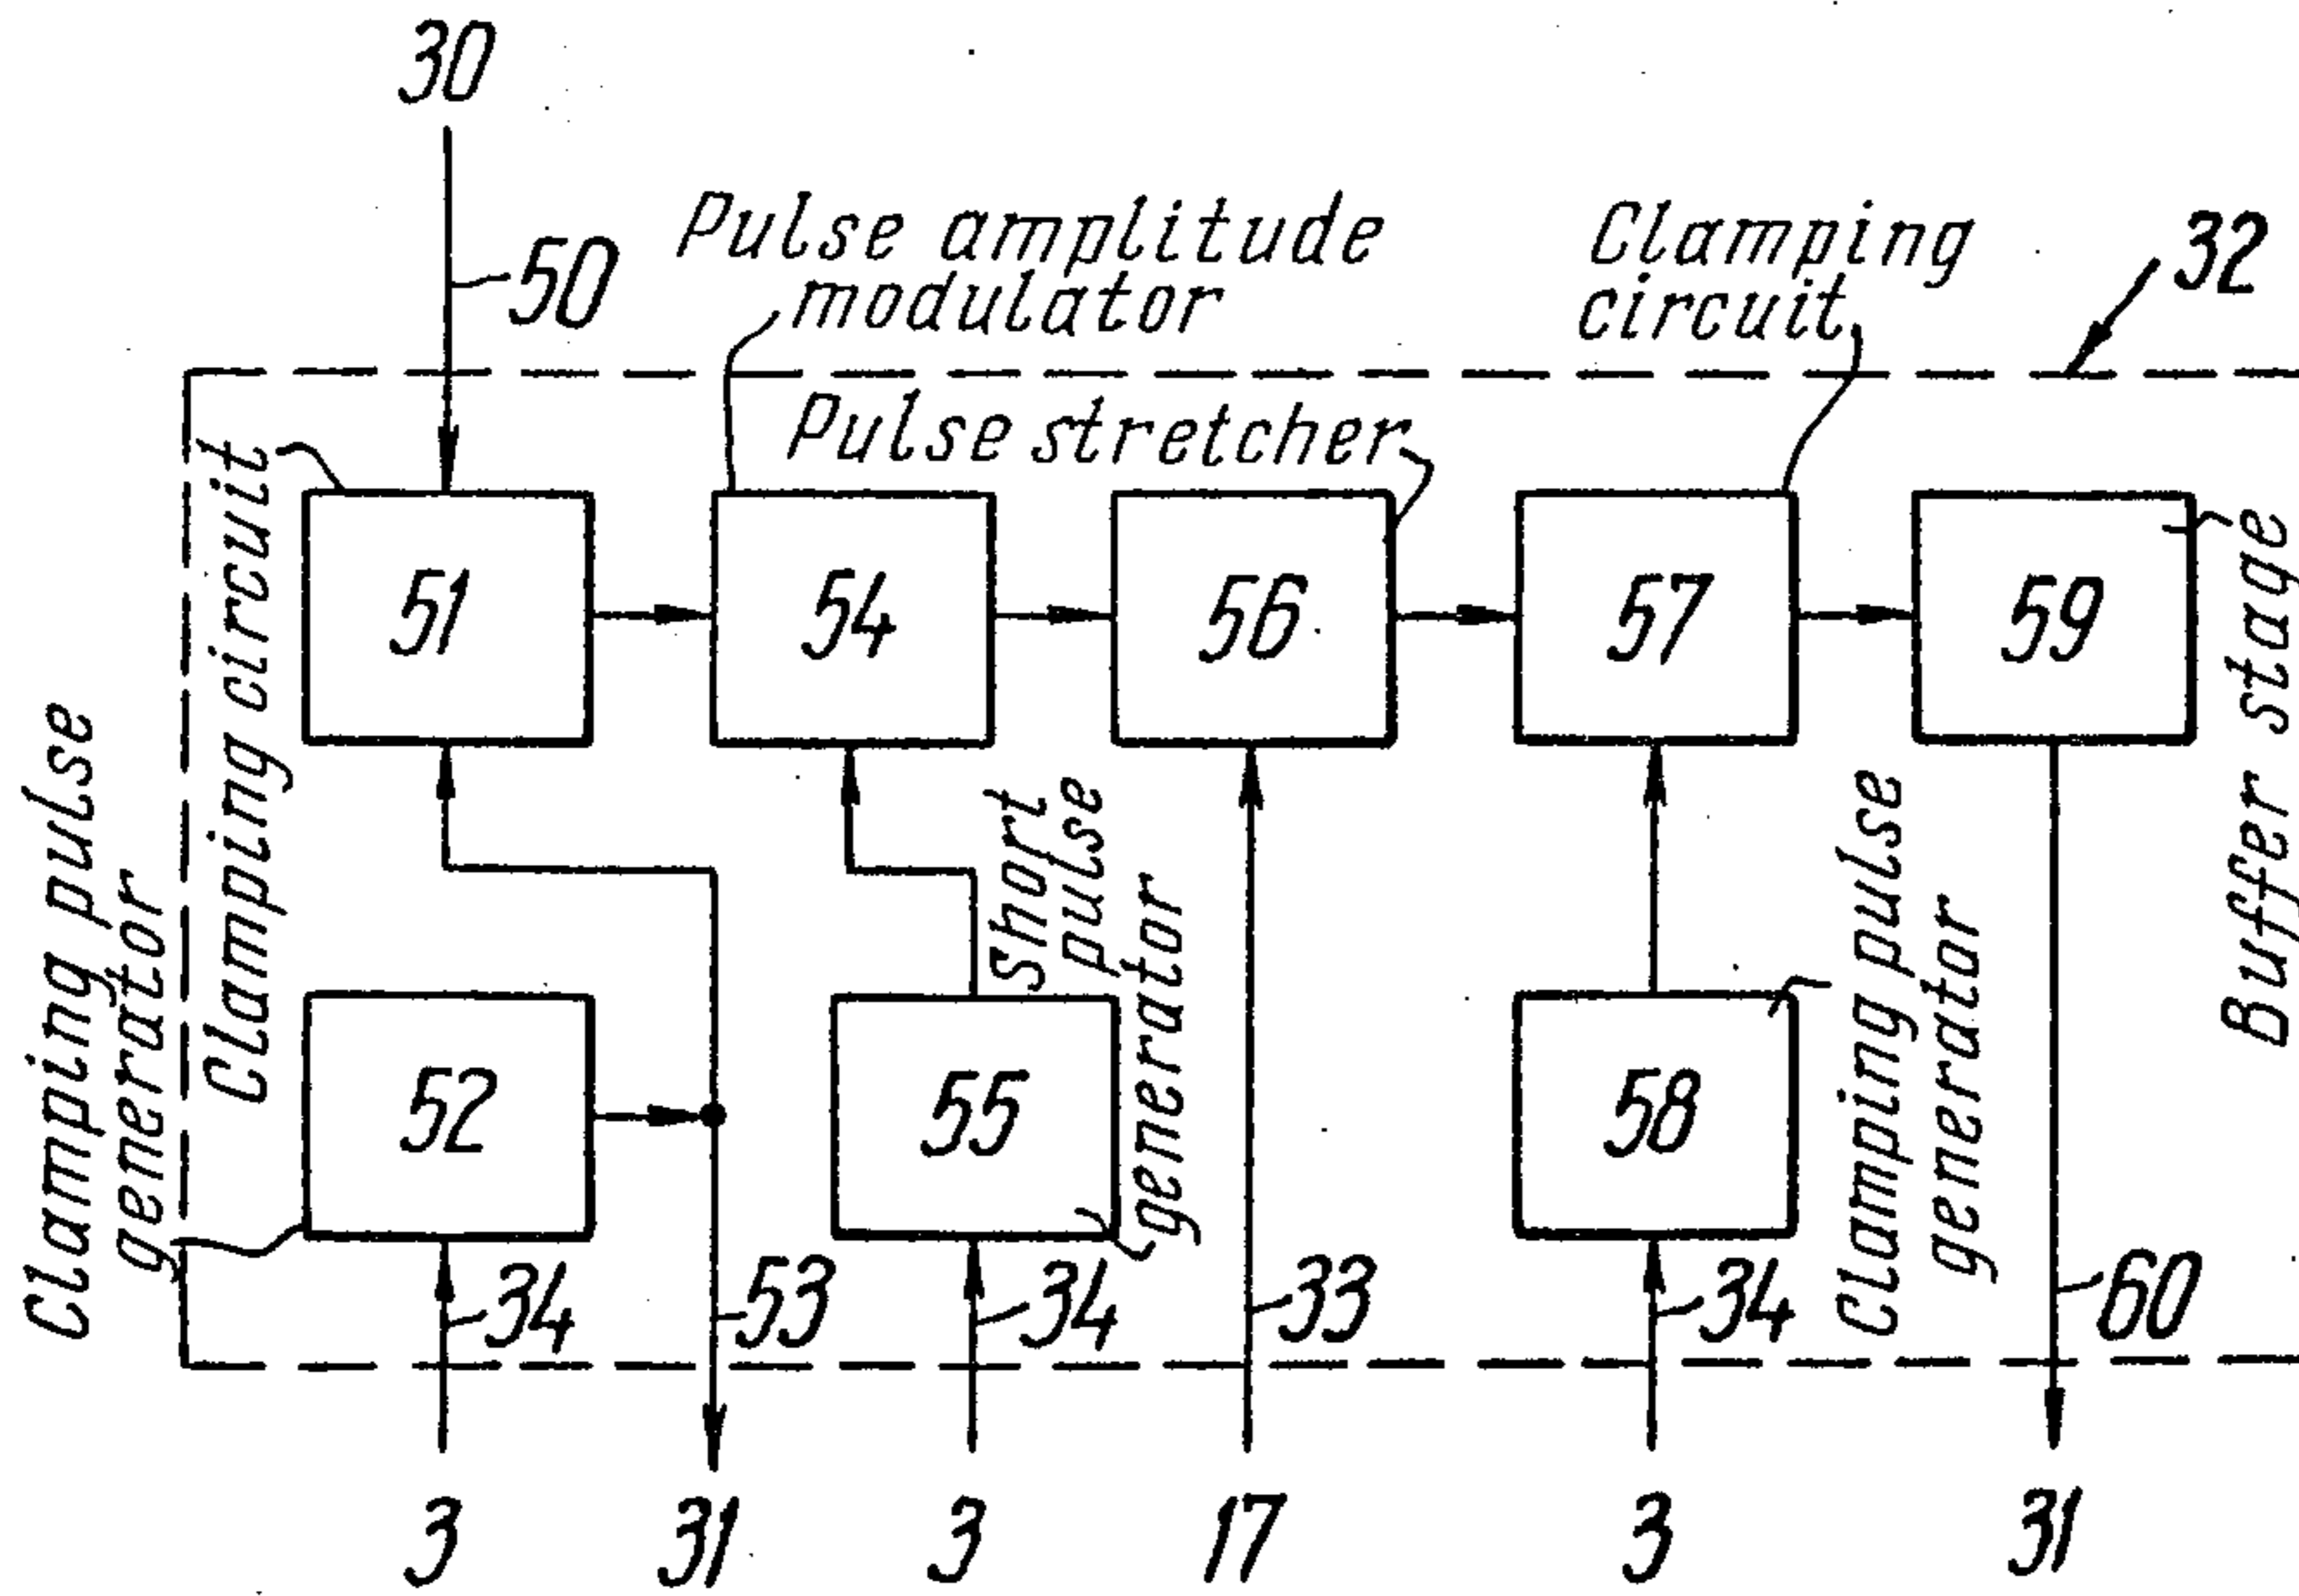 30
50
Pulse amplitude
modulator
Clamping
circuit
32
Pulse stretcher
Clamping circuit
51
54
56
57
59
Buffer stage
Clamping pulse
generator
Short
pulse
generator
Clamping pulse
generator
52
55
58
34
53
34
33
34
60
3
31
3
17
3
31